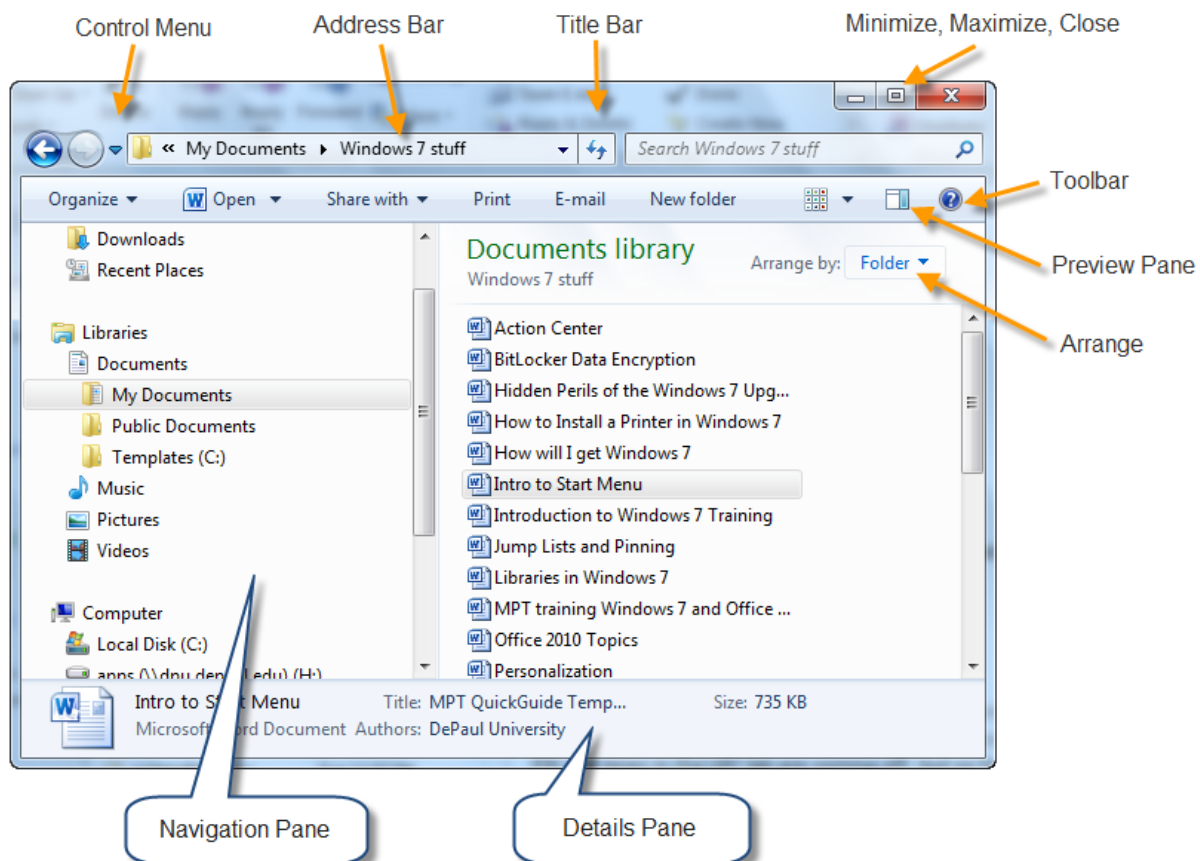 Control Menu
Address Bar
Title Bar
Minimize, Maximize, Close
« My Documents ▸ Windows 7 stuff
Search Windows 7 stuff
Organize Open Share with Print E-mail New folder
Toolbar
Preview Pane
Arrange
Downloads
Recent Places
Libraries
Documents
My Documents
Public Documents
Templates (C:)
Music
Pictures
Videos
Computer
Local Disk (C:)
apps (H:)
Documents library
Windows 7 stuff
Arrange by: Folder
Action Center
BitLocker Data Encryption
Hidden Perils of the Windows 7 Upg...
How to Install a Printer in Windows 7
How will I get Windows 7
Intro to Start Menu
Introduction to Windows 7 Training
Jump Lists and Pinning
Libraries in Windows 7
MPT training Windows 7 and Office ...
Office 2010 Topics
Personalization
Intro to Start Menu Title: MPT QuickGuide Temp... Size: 735 KB
Microsoft Word Document Authors: DePaul University
Navigation Pane
Details Pane